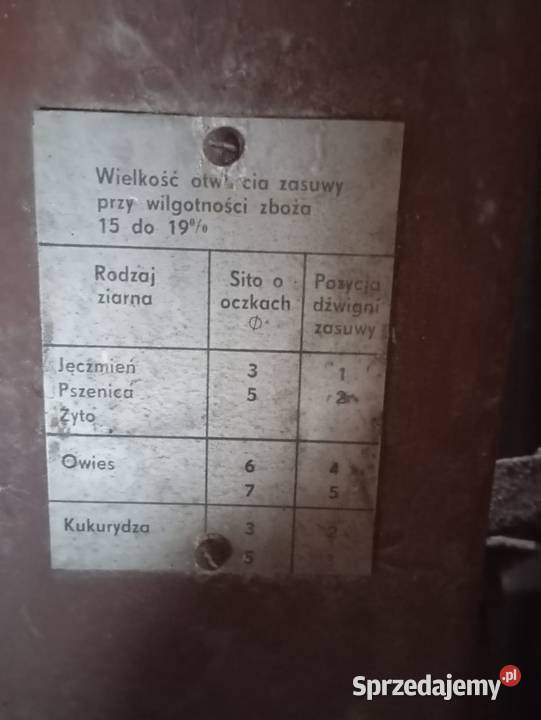 Wielkość otwarcia zasuwy
przy wilgotności zboża
15 do 19%
Rodzaj ziarna
Sito o oczkach Ø
Pozycja dźwigni zasuwy
Jęczmień 3 1
Pszenica 5 2
Żyto
Owies 6 4
7 5
Kukurydza 3 2
5
Sprzedajemy.pl